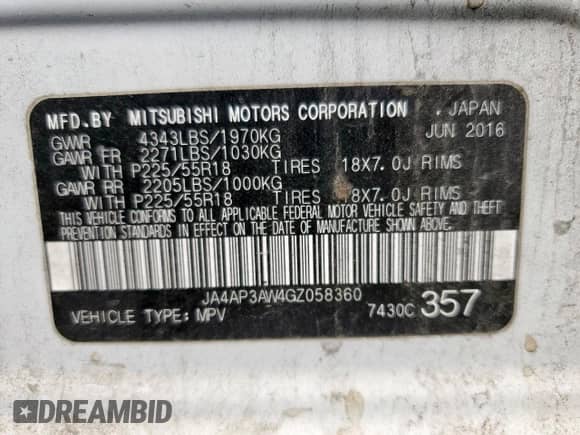 MFD.BY MITSUBISHI MOTORS CORPORATION . JAPAN
GVWR 4343LBS/1970KG JUN 2016
GAWR FR 2271LBS/1030KG
WITH P225/55R18 TIRES 18X7.0J RIMS
GAWR RR 2205LBS/1000KG
WITH P225/55R18 TIRES 8X7.0J RIMS
THIS VEHICLE CONFORMS TO ALL APPLICABLE FEDERAL MOTOR VEHICLE SAFETY AND THEFT
PREVENTION STANDARDS IN EFFECT ON THE DATE OF MANUFACTURE SHOWN ABOVE.
JA4AP3AW4GZ058360
VEHICLE TYPE: MPV 7430C 357
DREAMBID